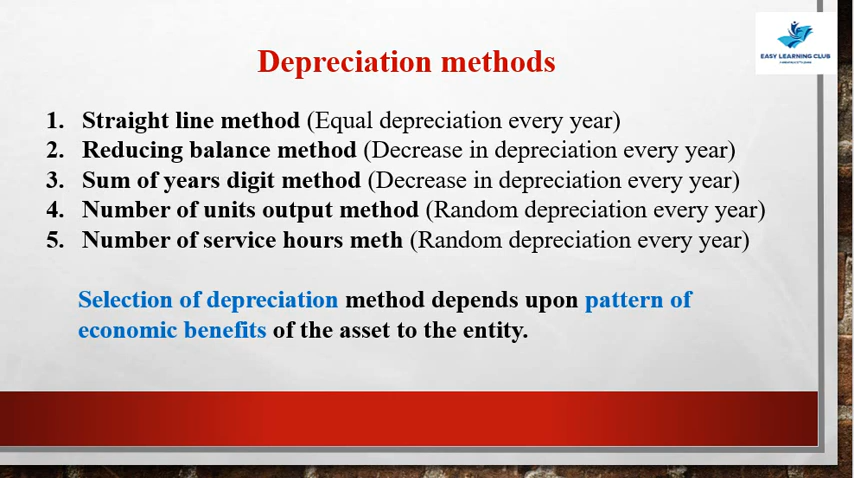 EASY LEARNING CLUB
Depreciation methods
1. Straight line method (Equal depreciation every year)
2. Reducing balance method (Decrease in depreciation every year)
3. Sum of years digit method (Decrease in depreciation every year)
4. Number of units output method (Random depreciation every year)
5. Number of service hours meth (Random depreciation every year)
Selection of depreciation method depends upon pattern of
economic benefits of the asset to the entity.